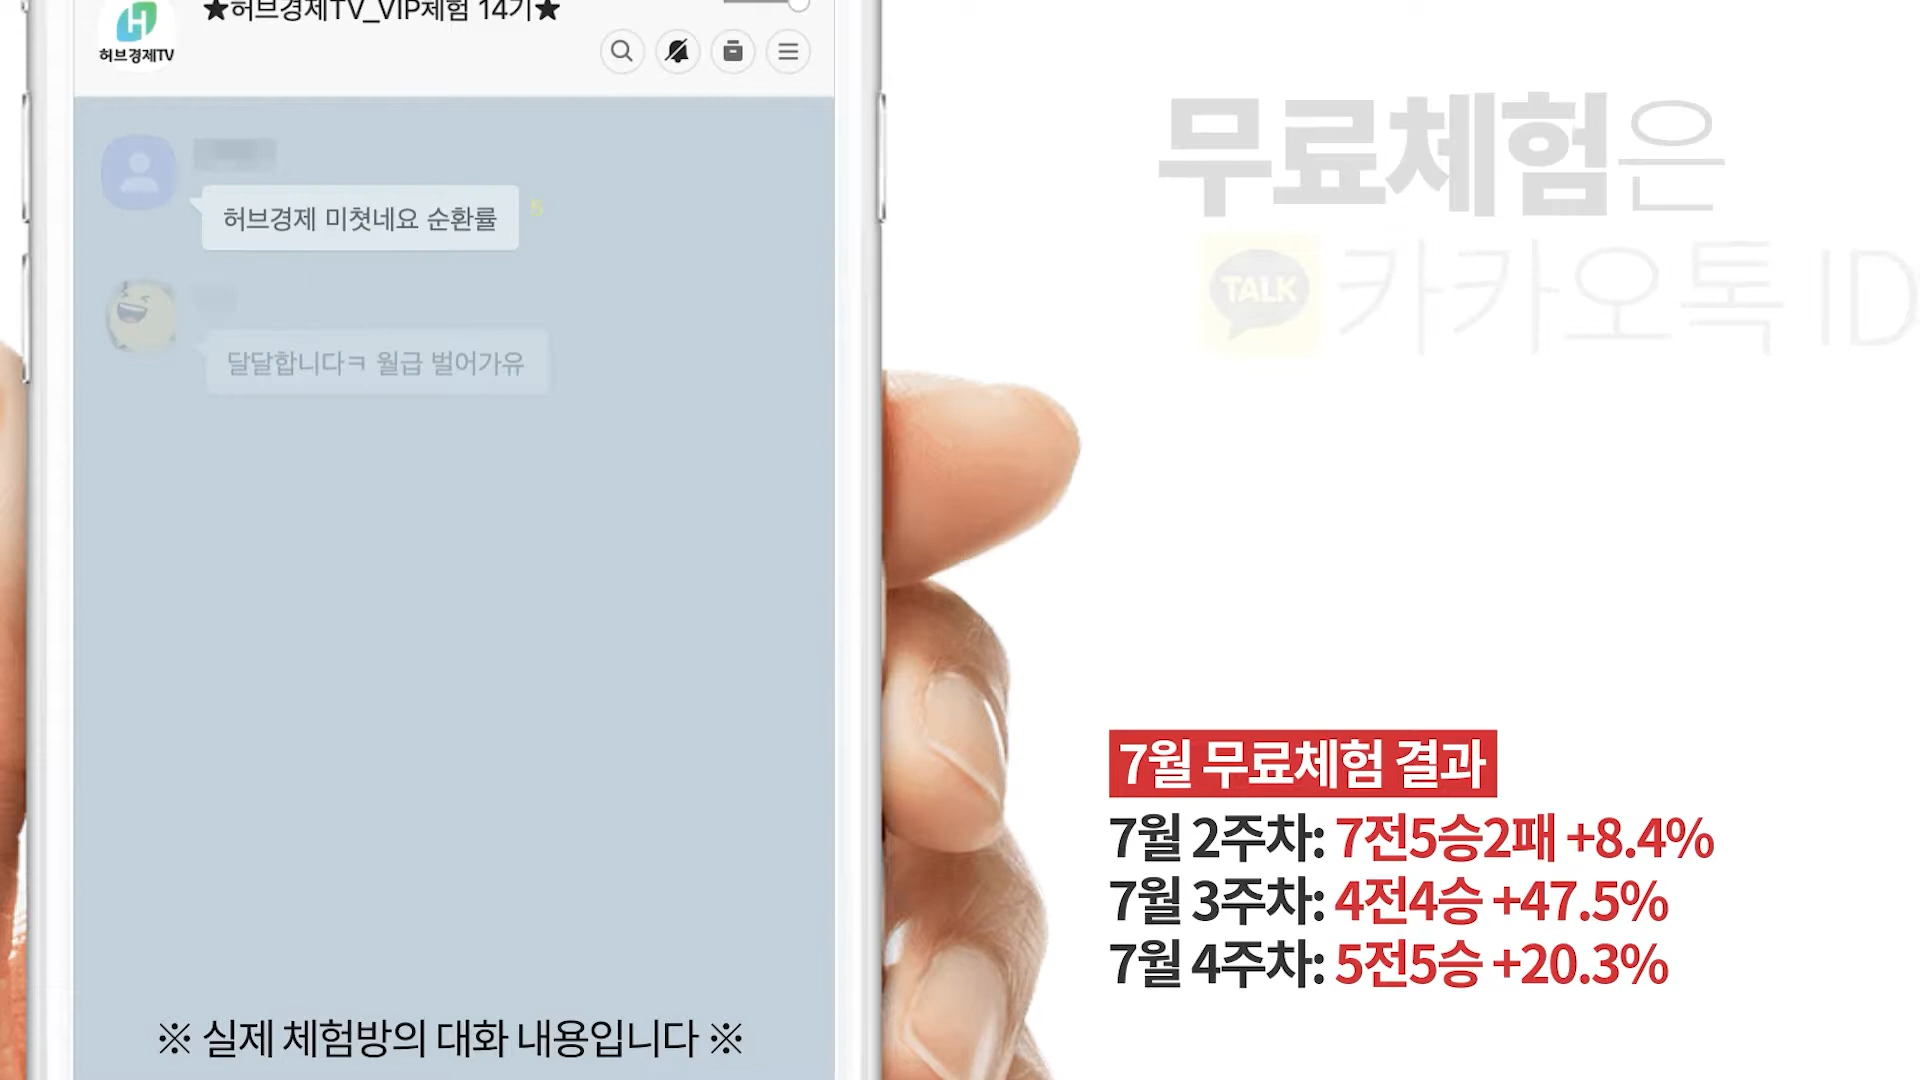 ★허브경제TV_VIP체험 14기★
허브경제TV
허브경제 미쳣네요 순환률
5
달달합니다ㅋ 월급 벌어가유
※ 실제 체험방의 대화 내용입니다 ※
무료체험은
TALK 카카오톡 ID
7월 무료체험 결과
7월 2주차: 7전5승2패 +8.4%
7월 3주차: 4전4승 +47.5%
7월 4주차: 5전5승 +20.3%